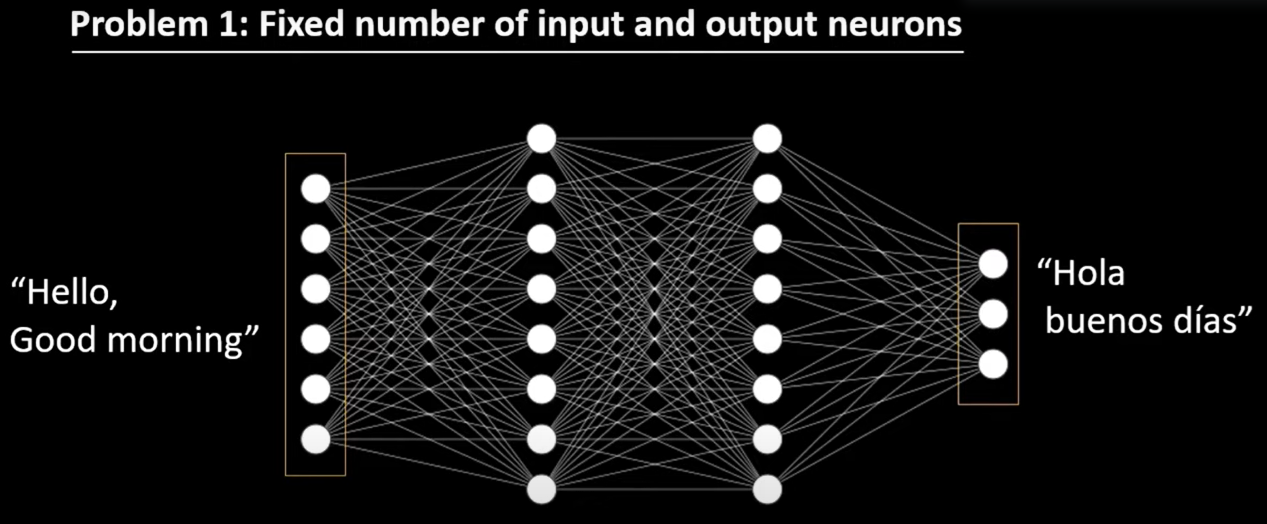 Problem 1: Fixed number of input and output neurons
“Hello,
Good morning”
“Hola
buenos días”